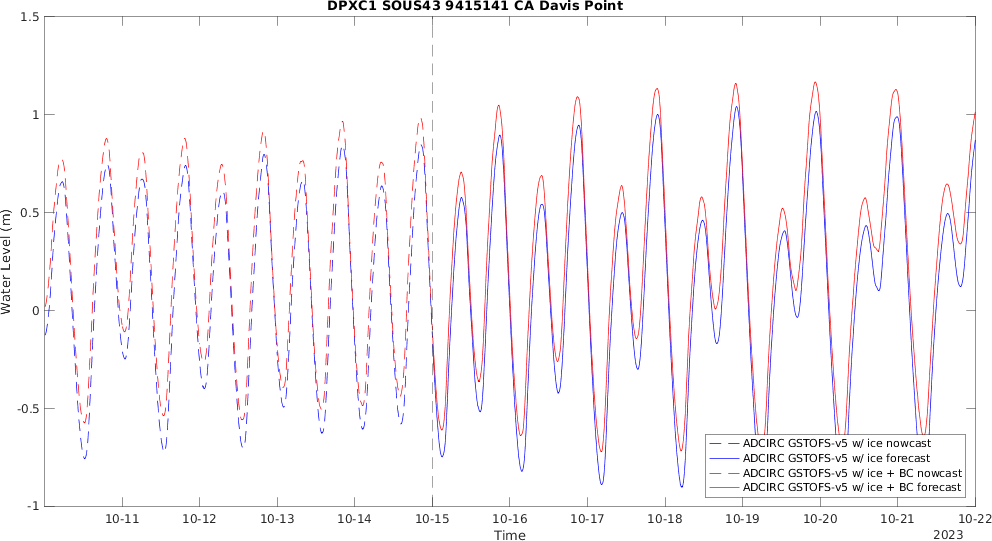 DPXC1 SOUS43 9415141 CA Davis Point
1.5
1
0.5
0
-0.5
-1
Water Level (m)
ADCIRC GSTOFS-v5 w/ ice nowcast
ADCIRC GSTOFS-v5 w/ ice forecast
ADCIRC GSTOFS-v5 w/ ice + BC nowcast
ADCIRC GSTOFS-v5 w/ ice + BC forecast
10-11 10-12 10-13 10-14 10-15 10-16 10-17 10-18 10-19 10-20 10-21 10-22
Time
2023